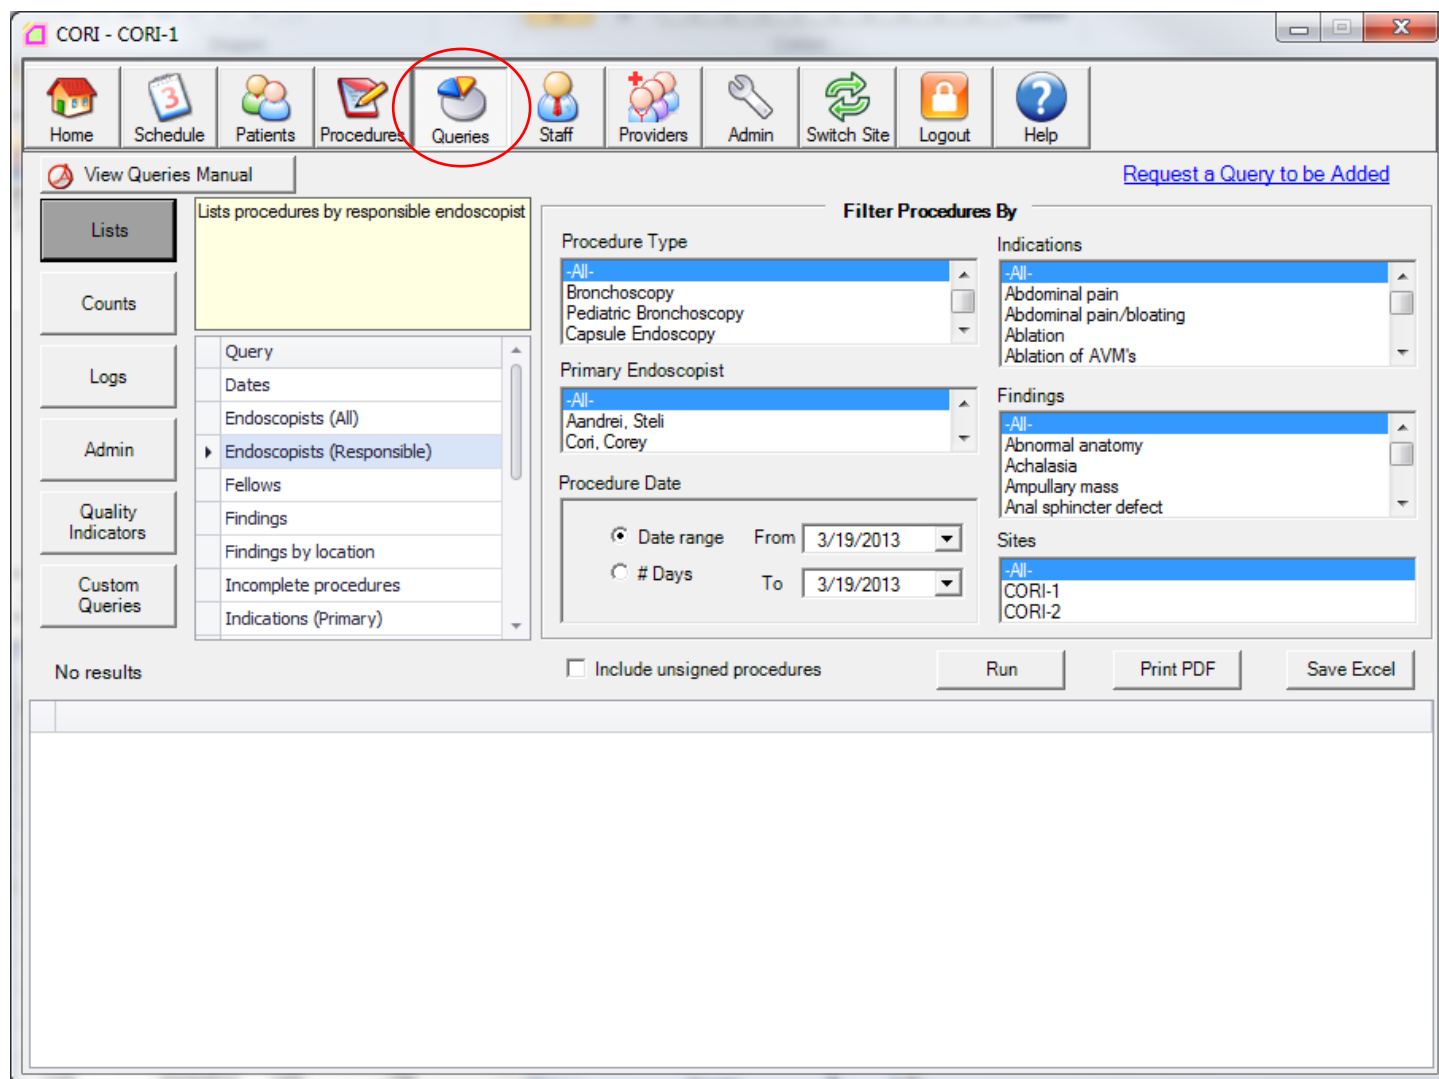 CORI - CORI-1
Home
Schedule
Patients
Procedures
Queries
Staff
Providers
Admin
Switch Site
Logout
Help
View Queries Manual
Request a Query to be Added
Lists
Counts
Logs
Admin
Quality
Indicators
Custom
Queries
Lists procedures by responsible endoscopist
Query
Dates
Endoscopists (All)
Endoscopists (Responsible)
Fellows
Findings
Findings by location
Incomplete procedures
Indications (Primary)
Filter Procedures By
Procedure Type
-All-
Bronchoscopy
Pediatric Bronchoscopy
Capsule Endoscopy
Primary Endoscopist
-All-
Aandrei, Steli
Cori, Corey
Procedure Date
Date range From 3/19/2013
# Days To 3/19/2013
Indications
-All-
Abdominal pain
Abdominal pain/bloating
Ablation
Ablation of AVM's
Findings
-All-
Abnormal anatomy
Achalasia
Ampullary mass
Anal sphincter defect
Sites
-All-
CORI-1
CORI-2
No results
Include unsigned procedures
Run
Print PDF
Save Excel